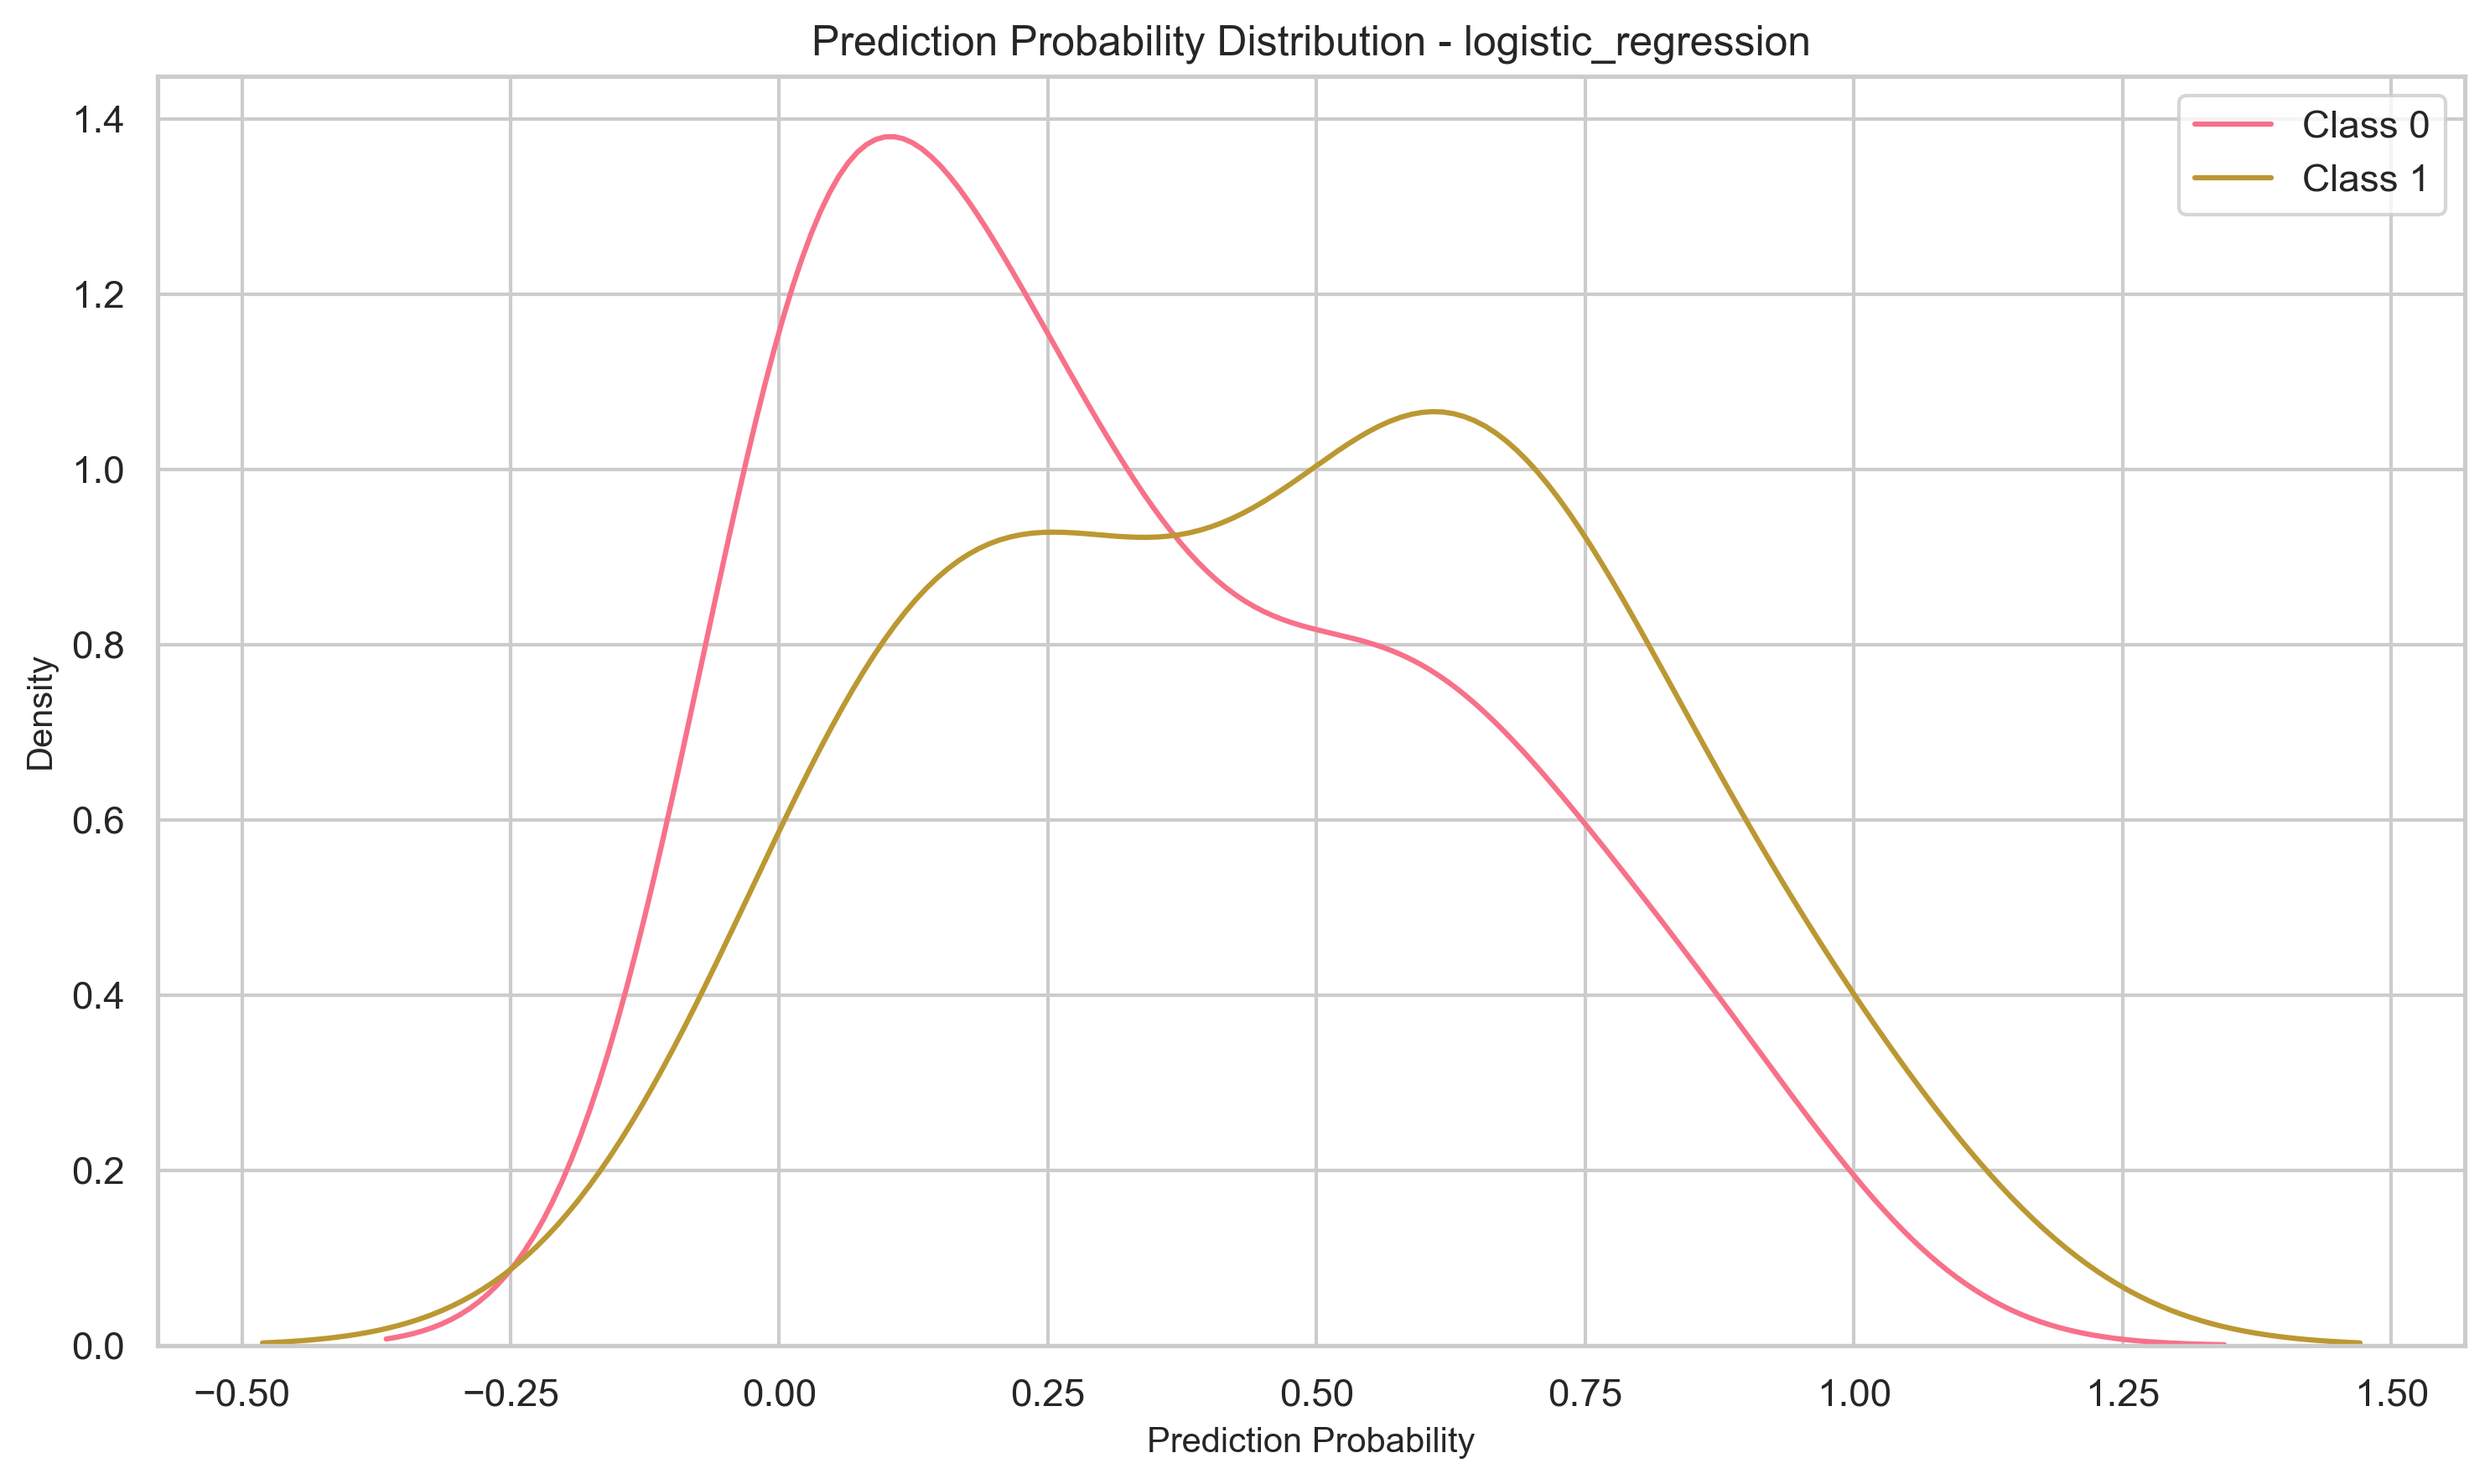 Prediction Probability Distribution - logistic_regression
Class 0
Class 1
1.4
1.2
1.0
0.8
0.6
0.4
0.2
0.0
Density
−0.50 −0.25 0.00 0.25 0.50 0.75 1.00 1.25 1.50
Prediction Probability